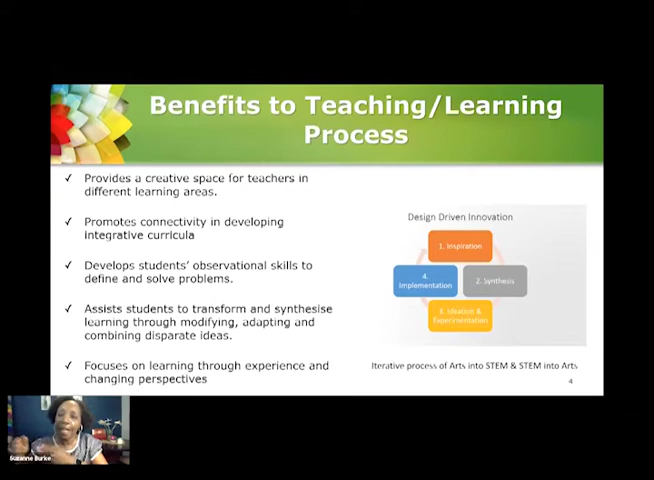 Benefits to Teaching/Learning
Process
✓ Provides a creative space for teachers in
different learning areas.
✓ Promotes connectivity in developing
integrative curricula
✓ Develops students' observational skills to
define and solve problems.
✓ Assists students to transform and synthesise
learning through modifying, adapting and
combining disparate ideas.
✓ Focuses on learning through experience and
changing perspectives
Design Driven Innovation
1. Inspiration
4.
Implementation
2. Synthesis
3. Ideation &
Experimentation
Iterative process of Arts into STEM & STEM into Arts
4
Suzanne Burke